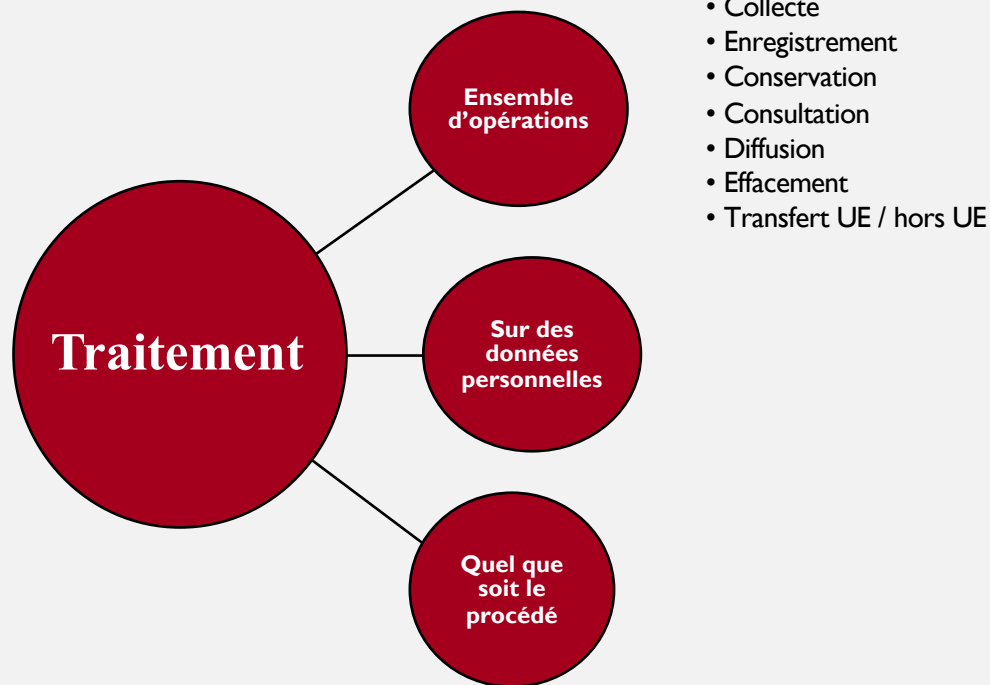 Traitement
Ensemble
d'opérations
• Collecte
• Enregistrement
• Conservation
• Consultation
• Diffusion
• Effacement
• Transfert UE / hors UE
Sur des
données
personnelles
Quel que
soit le
procédé